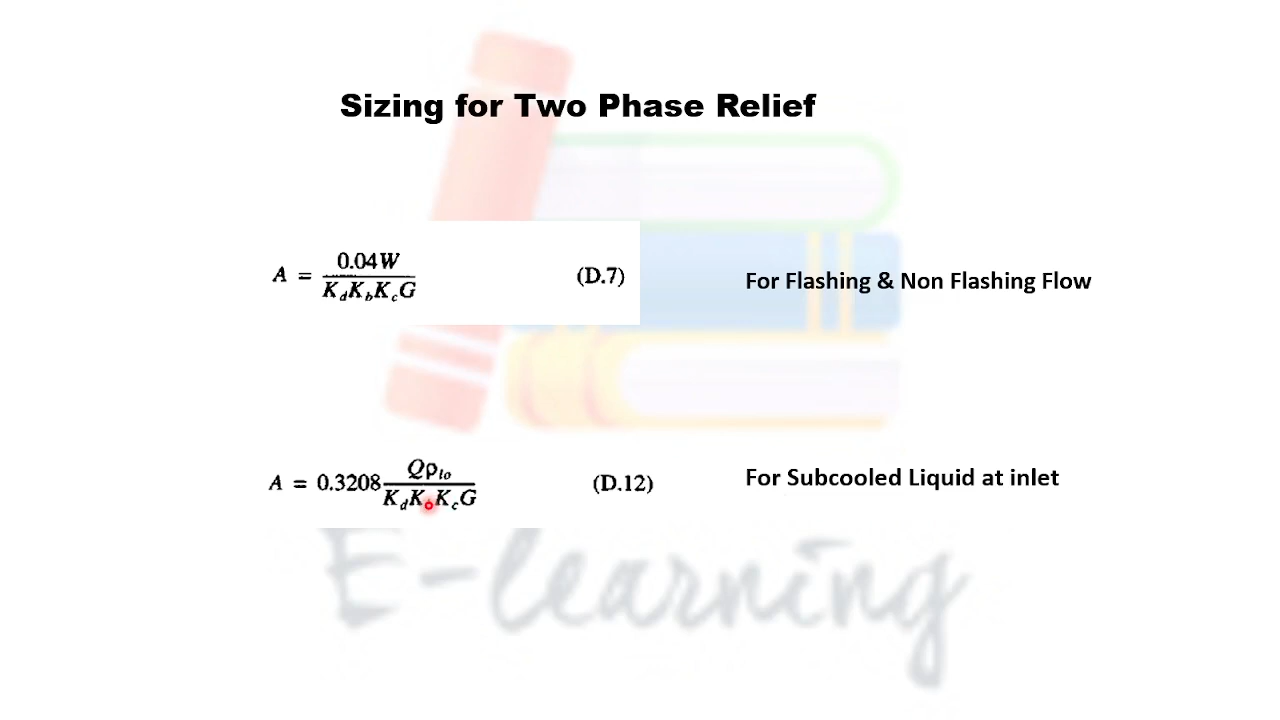 Sizing for Two Phase Relief
A = 0.04W / K_d K_b K_c G (D.7)
For Flashing & Non Flashing Flow
A = 0.3208 Qρ_lo / K_d K K_c G (D.12)
For Subcooled Liquid at inlet
E-learning